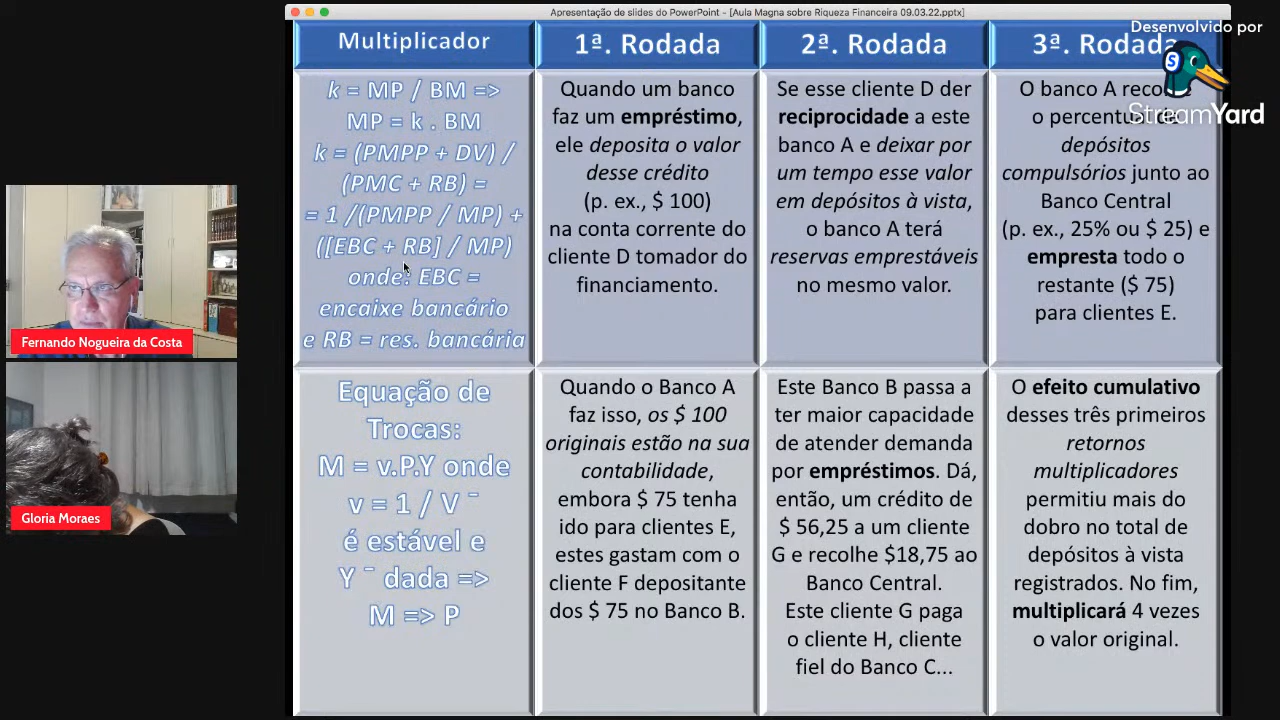 Apresentação de slides do PowerPoint - [Aula Magna sobre Riqueza Financeira 09.03.22.pptx]
Desenvolvido por
StreamYard
Fernando Nogueira da Costa
Gloria Moraes
Multiplicador
k = MP / BM =>
MP = k . BM
k = (PMPP + DV) /
(PMC + RB) =
= 1 /(PMPP / MP) +
([EBC + RB] / MP)
onde: EBC =
encaixe bancário
e RB = res. bancária
1ª. Rodada
Quando um banco
faz um empréstimo,
ele deposita o valor
desse crédito
(p. ex., $ 100)
na conta corrente do
cliente D tomador do
financiamento.
2ª. Rodada
Se esse cliente D der
reciprocidade a este
banco A e deixar por
um tempo esse valor
em depósitos à vista,
o banco A terá
reservas emprestáveis
no mesmo valor.
3ª. Rodada
O banco A
o
depósitos
compulsórios junto ao
Banco Central
(p. ex., 25% ou $ 25) e
empresta todo o
restante ($ 75)
para clientes E.
Equação de
Trocas:
M = v.P.Y onde
v = 1 / V ¯
é estável e
Y ¯ dada =>
M => P
Quando o Banco A
faz isso, os $ 100
originais estão na sua
contabilidade,
embora $ 75 tenha
ido para clientes E,
estes gastam com o
cliente F depositante
dos $ 75 no Banco B.
Este Banco B passa a
ter maior capacidade
de atender demanda
por empréstimos. Dá,
então, um crédito de
$ 56,25 a um cliente
G e recolhe $18,75 ao
Banco Central.
Este cliente G paga
o cliente H, cliente
fiel do Banco C...
O efeito cumulativo
desses três primeiros
retornos
multiplicadores
permitiu mais do
dobro no total de
depósitos à vista
registrados. No fim,
multiplicará 4 vezes
o valor original.